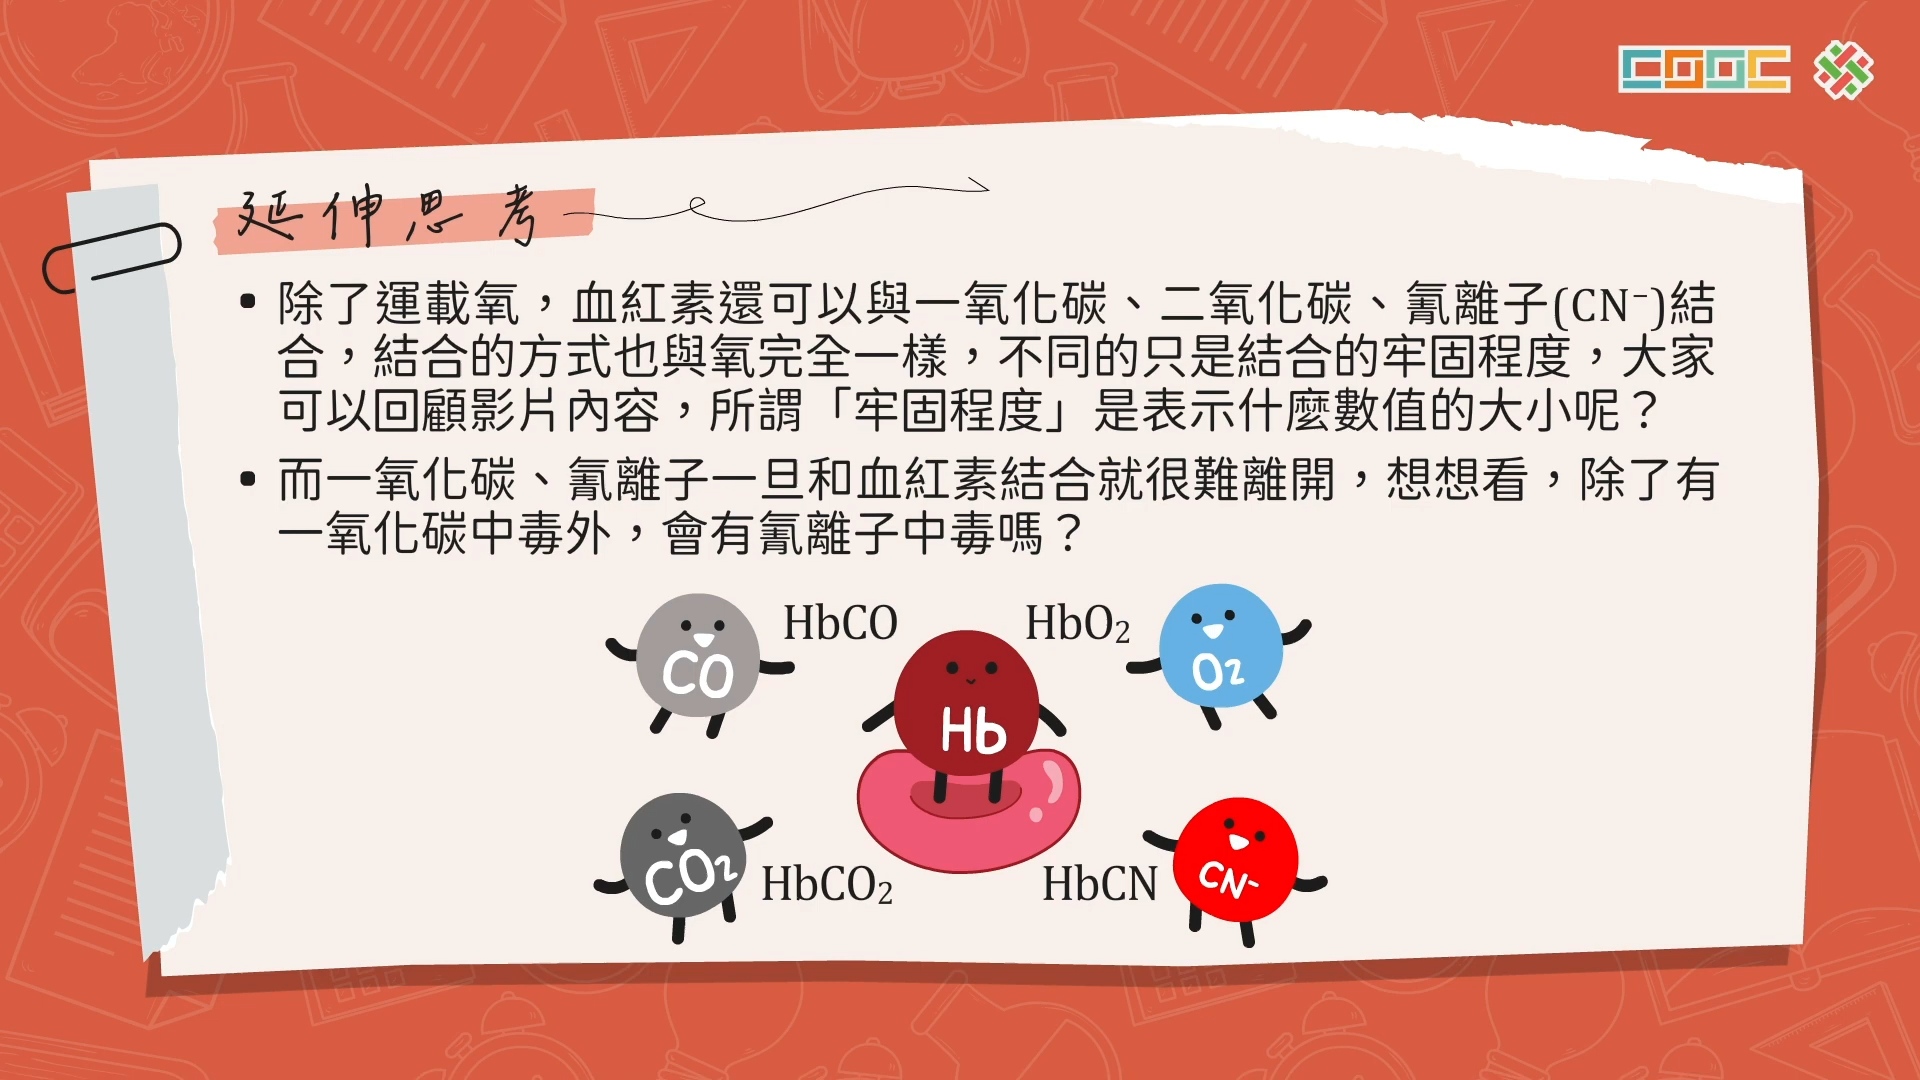 COOC
延伸思考
• 除了運載氧，血紅素還可以與一氧化碳、二氧化碳、氰離子(CN⁻)結
合，結合的方式也與氧完全一樣，不同的只是結合的牢固程度，大家
可以回顧影片內容，所謂「牢固程度」是表示什麼數值的大小呢？
• 而一氧化碳、氰離子一旦和血紅素結合就很難離開，想想看，除了有
一氧化碳中毒外，會有氰離子中毒嗎？
CO
HbCO
HbO₂
O₂
Hb
CO₂
HbCO₂
HbCN
CN⁻